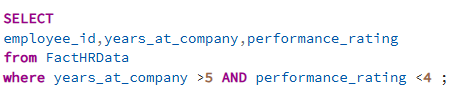 SELECT
employee_id,years_at_company,performance_rating
from FactHRData
where years_at_company >5 AND performance_rating <4 ;